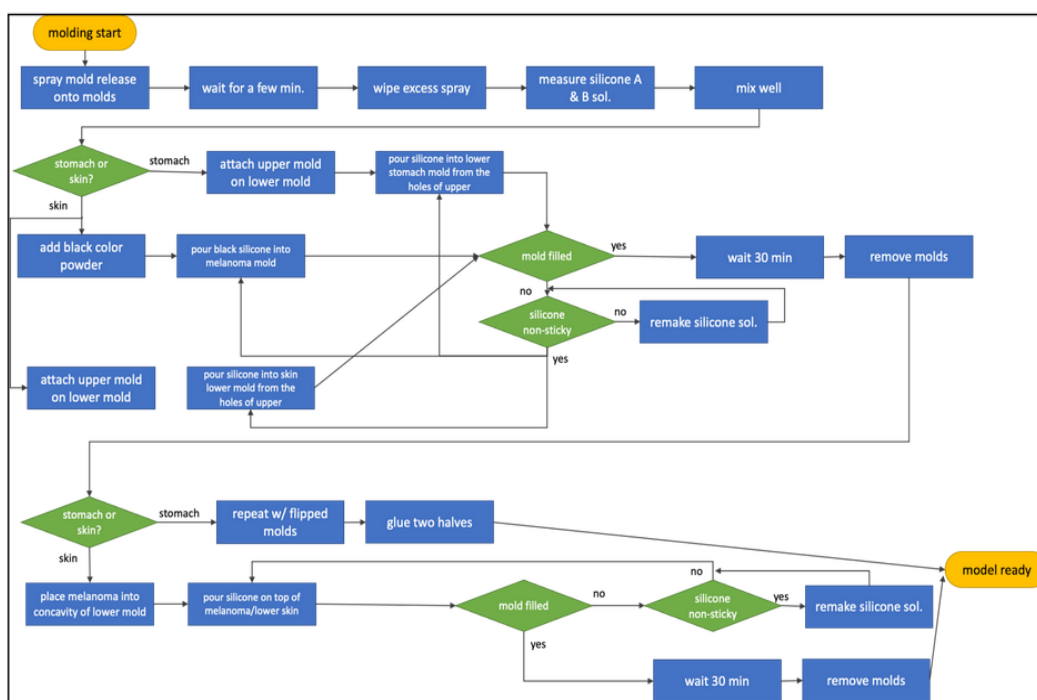 molding start
spray mold release
onto molds
wait for a few min.
wipe excess spray
measure silicone A
& B sol.
mix well
stomach or
skin?
stomach
attach upper mold
on lower mold
pour silicone into lower
stomach mold from the
holes of upper
skin
add black color
powder
pour black silicone into
melanoma mold
mold filled
yes
wait 30 min
remove molds
no
silicone
non-sticky
no
remake silicone sol.
yes
attach upper mold
on lower mold
pour silicone into skin
lower mold from the
holes of upper
stomach or
skin?
stomach
repeat w/ flipped
molds
glue two halves
model ready
skin
place melanoma into
concavity of lower mold
pour silicone on top of
melanoma/lower skin
mold filled
no
no
silicone
non-sticky
yes
remake silicone sol.
yes
wait 30 min
remove molds